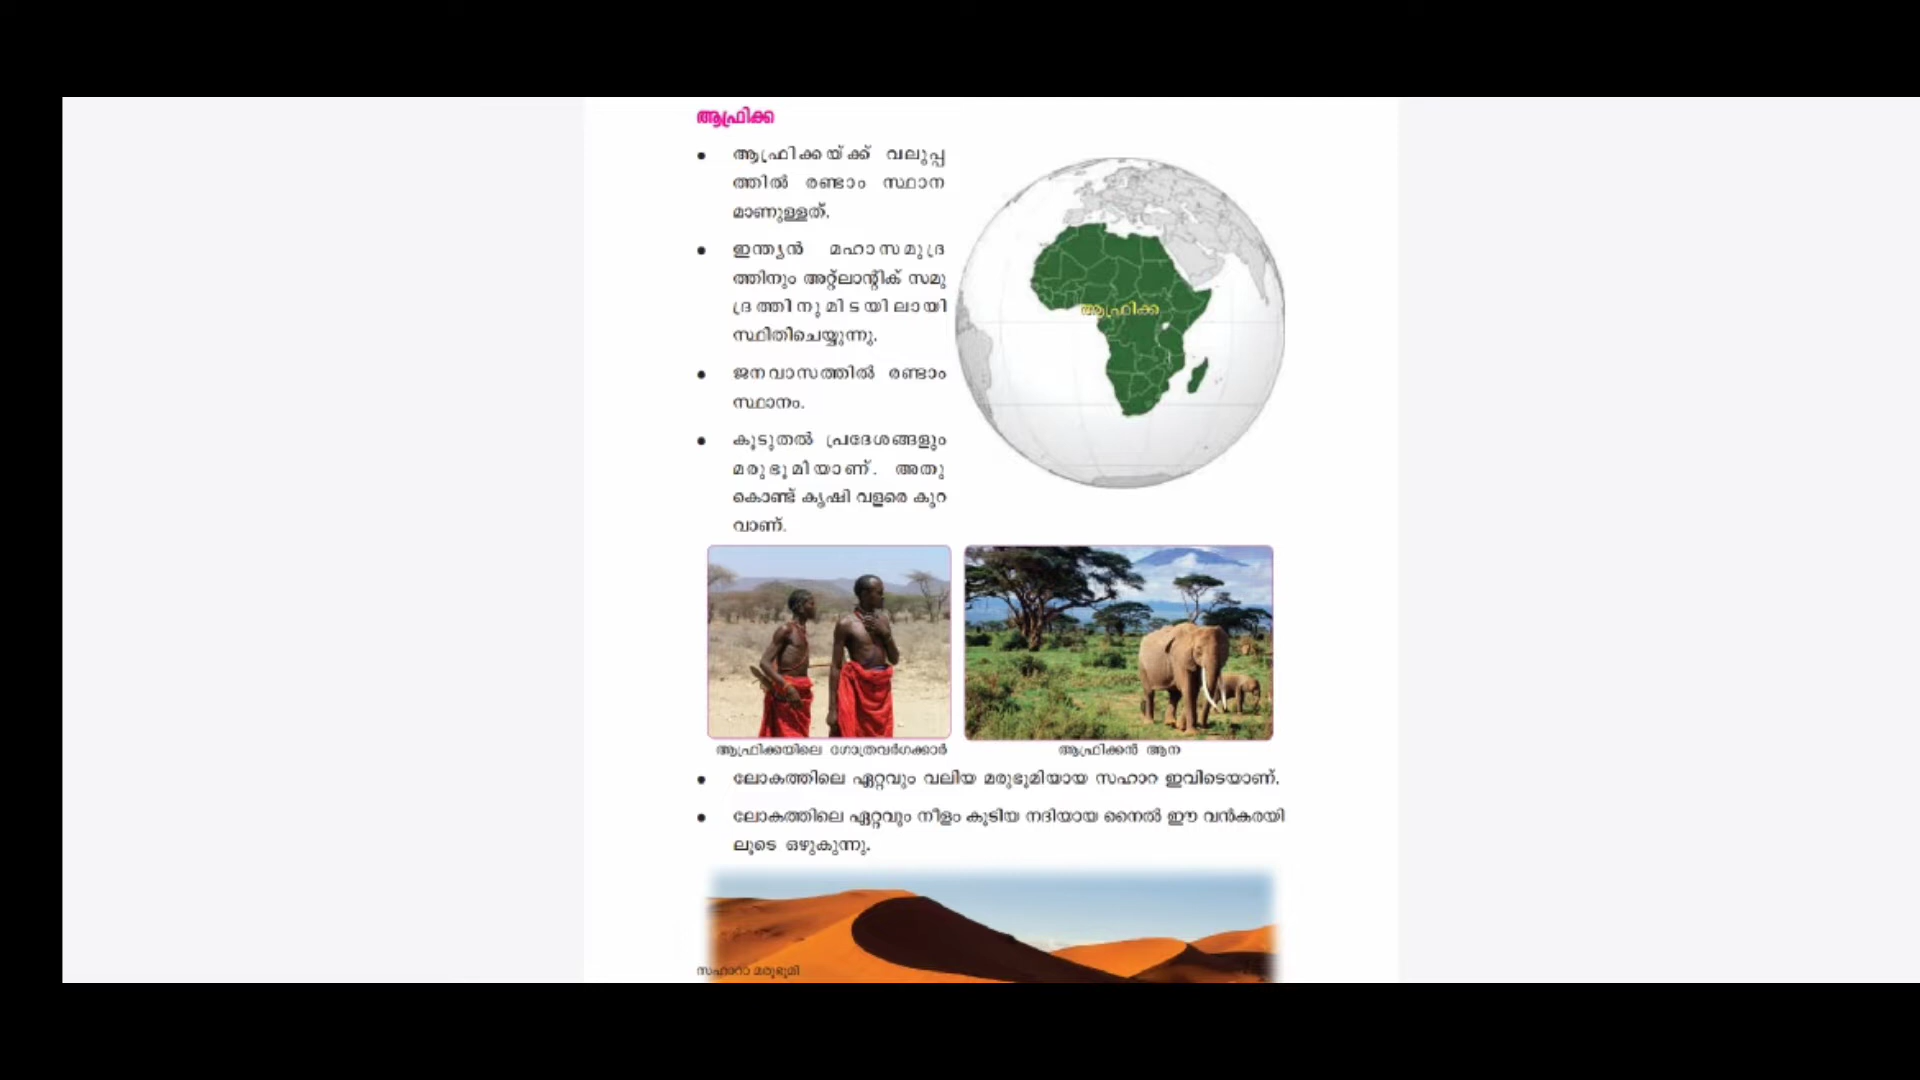 ആഫ്രിക്ക
• ആഫ്രിക്കയ്ക്ക് വലുപ്പ
ത്തിൽ രണ്ടാം സ്ഥാന
മാണുള്ളത്.
• ഇന്ത്യൻ മഹാസമുദ്ര
ത്തിനും അറ്റ്ലാന്റിക് സമു
ദ്രത്തിനുമിടയിലായി
സ്ഥിതിചെയ്യുന്നു.
• ജനവാസത്തിൽ രണ്ടാം
സ്ഥാനം.
• കൂടുതൽ പ്രദേശങ്ങളും
മരുഭൂമിയാണ്. അതു
കൊണ്ട് കൃഷി വളരെ കുറ
വാണ്.
ആഫ്രിക്ക
ആഫ്രിക്കയിലെ ഗോത്രവർഗക്കാർ
ആഫ്രിക്കൻ ആന
• ലോകത്തിലെ ഏറ്റവും വലിയ മരുഭൂമിയായ സഹാറ ഇവിടെയാണ്.
• ലോകത്തിലെ ഏറ്റവും നീളം കൂടിയ നദിയായ നൈൽ ഈ വൻകരയി
ലൂടെ ഒഴുകുന്നു.
സഹാറാ മരുഭൂമി